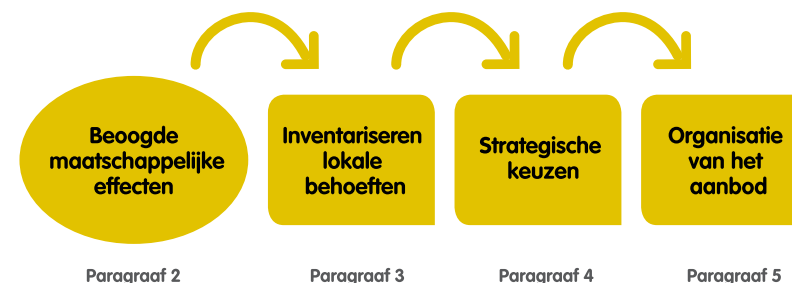 Beoogde
maatschappelijke
effecten
Inventariseren
lokale
behoeften
Strategische
keuzen
Organisatie
van het
aanbod
Paragraaf 2
Paragraaf 3
Paragraaf 4
Paragraaf 5